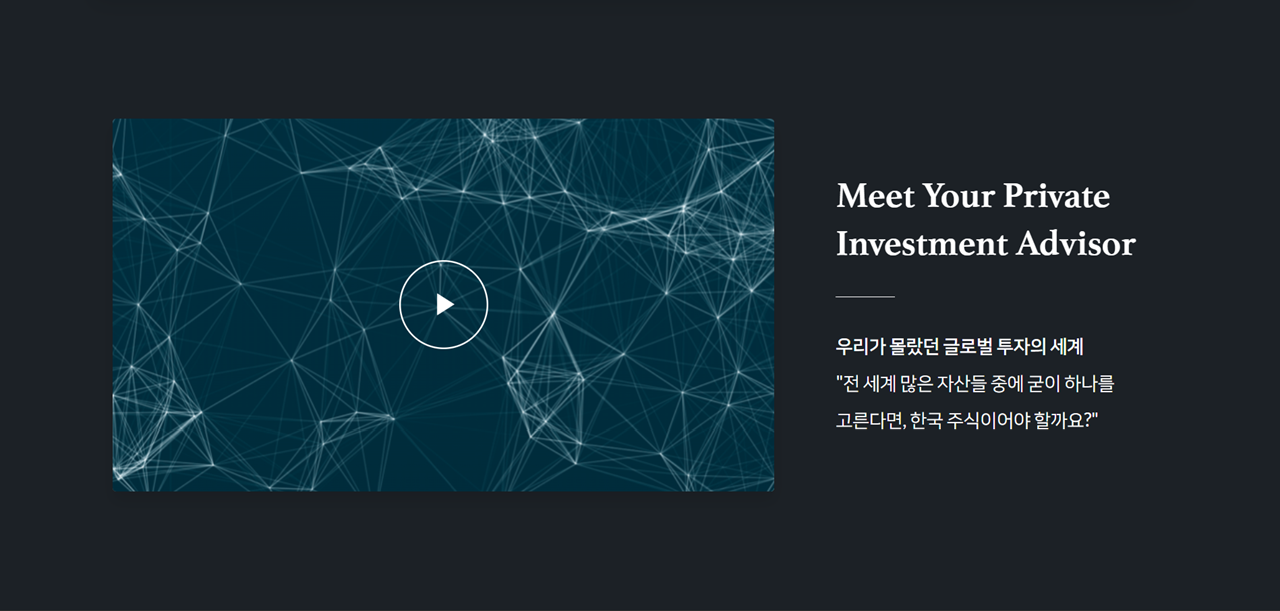 Meet Your Private
Investment Advisor
우리가 몰랐던 글로벌 투자의 세계
"전 세계 많은 자산들 중에 굳이 하나를
고른다면, 한국 주식이어야 할까요?"